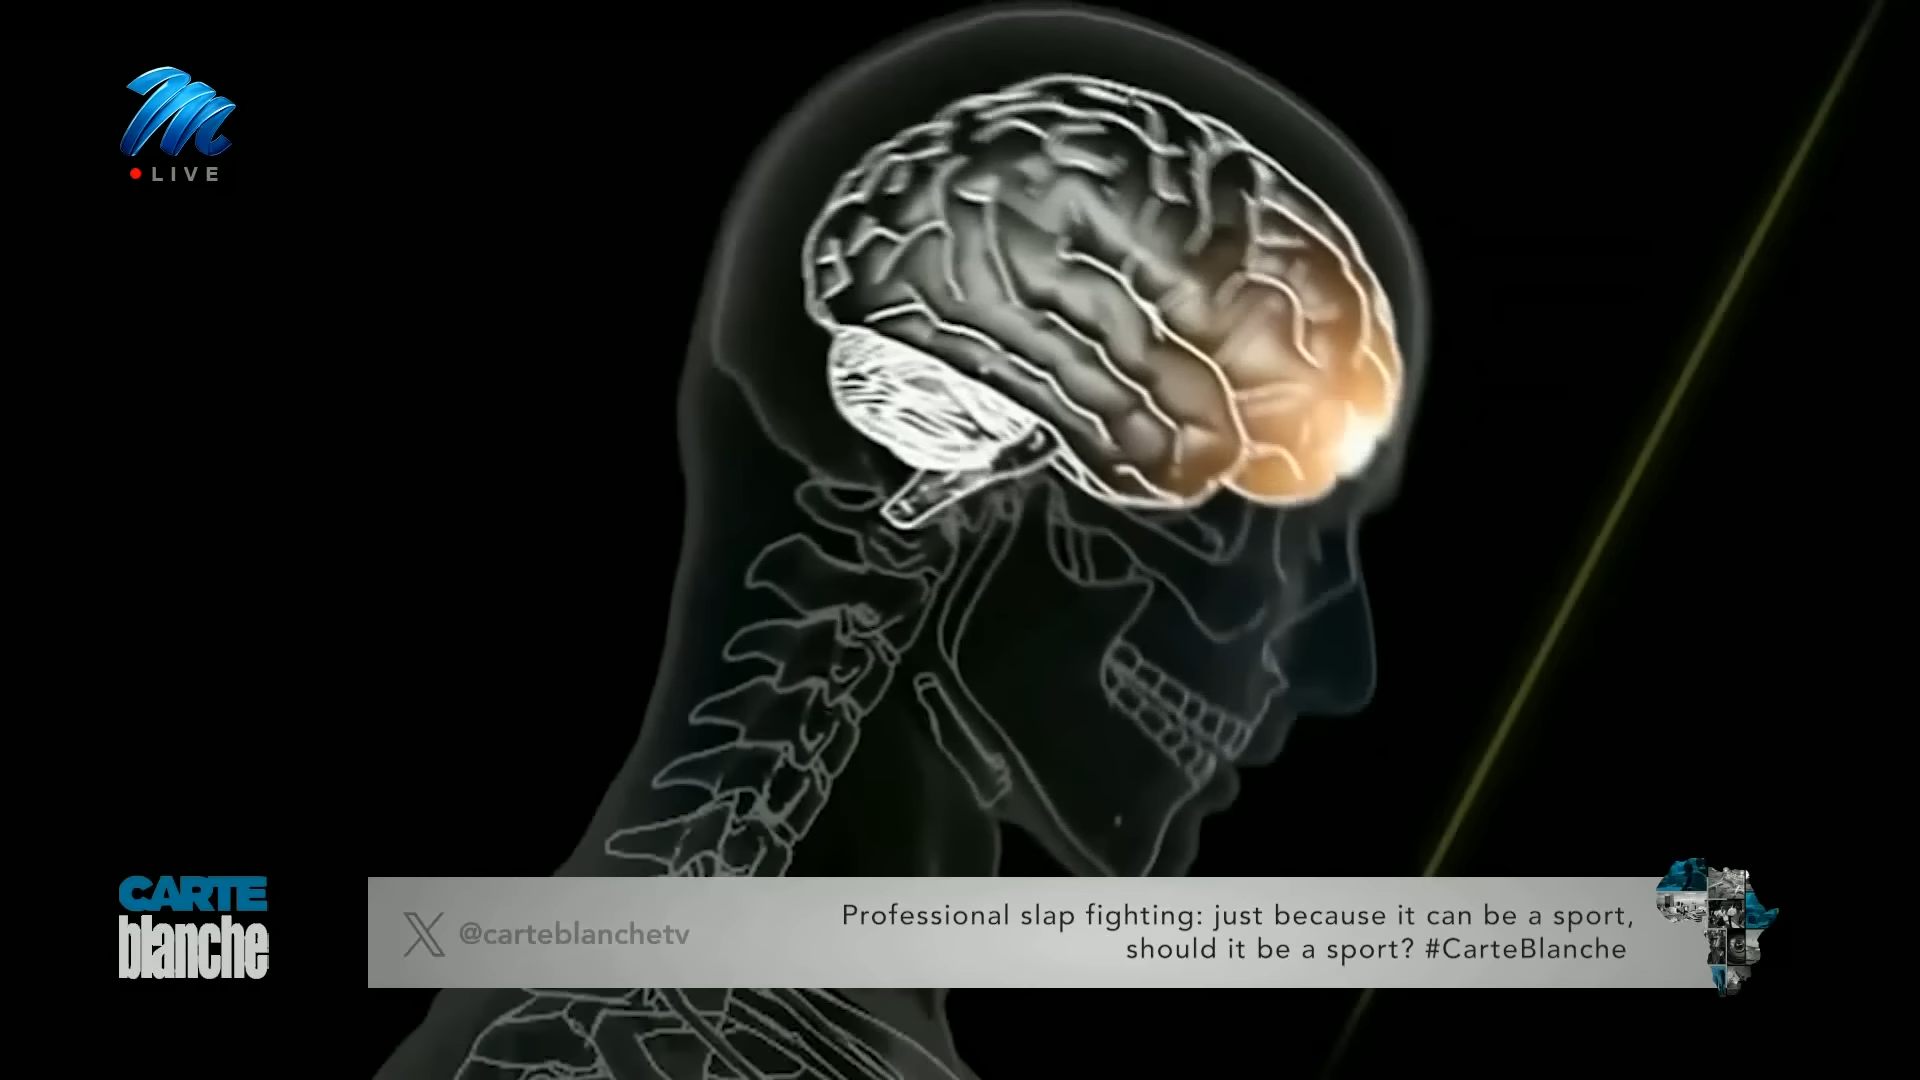 LIVE
CARTE
blanche
@carteblanchetv
Professional slap fighting: just because it can be a sport,
should it be a sport? #CarteBlanche